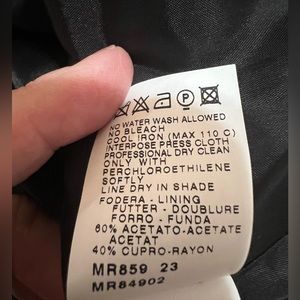 P
NO WATER WASH ALLOWED
NO BLEACH
COOL IRON (MAX 110 C)
INTERPOSE PRESS CLOTH
PROFESSIONAL DRY CLEAN
ONLY WITH
PERCHLOROETHILENE
SOFTLY
LINE DRY IN SHADE
FODERA - LINING
FUTTER - DOUBLURE
FORRO - FUNDA
60% ACETATO-ACETATE
ACETAT
40% CUPRO-RAYON
MR859 23
MR84902